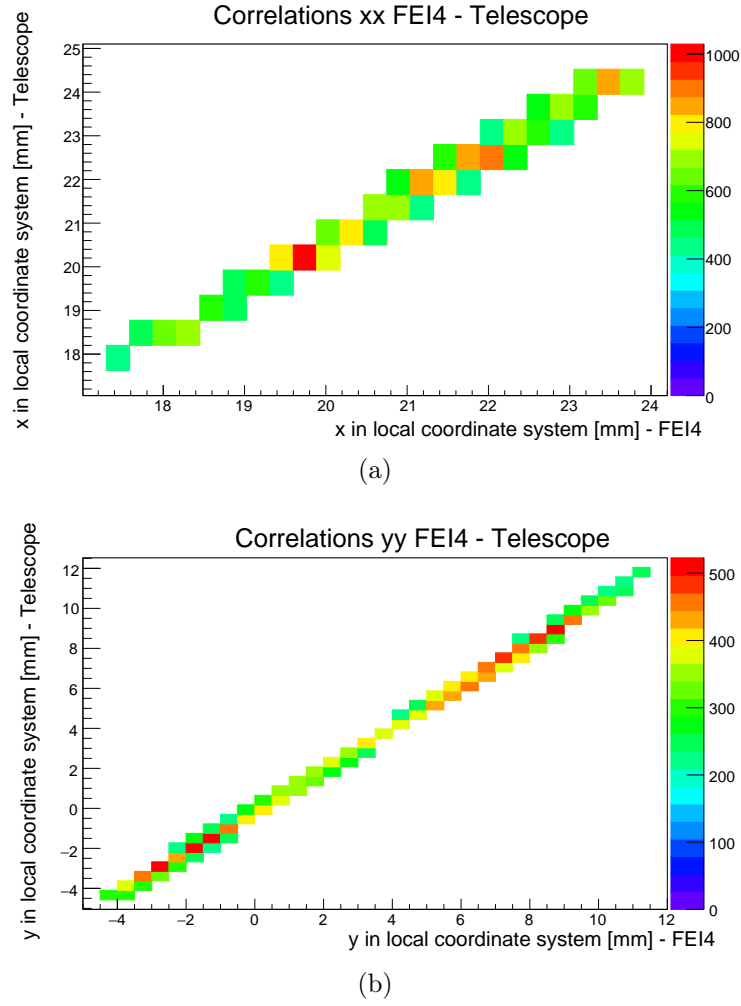 Correlations xx FEI4 - Telescope
x in local coordinate system [mm] - Telescope
25
24
23
22
21
20
19
18
18 19 20 21 22 23 24
x in local coordinate system [mm] - FEI4
1000
800
600
400
200
0
(a)
Correlations yy FEI4 - Telescope
y in local coordinate system [mm] - Telescope
12
10
8
6
4
2
0
−2
−4
−4 −2 0 2 4 6 8 10 12
y in local coordinate system [mm] - FEI4
500
400
300
200
100
0
(b)